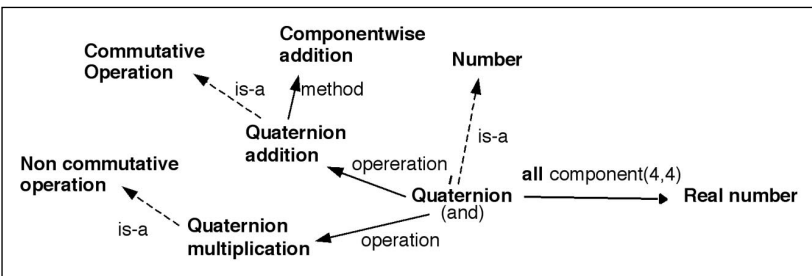 Commutative
Operation
Componentwise
addition
Number
is-a
method
Quaternion
addition
is-a
opereration
all component(4,4)
Non commutative
operation
Quaternion
(and)
Real number
is-a
Quaternion
multiplication
operation